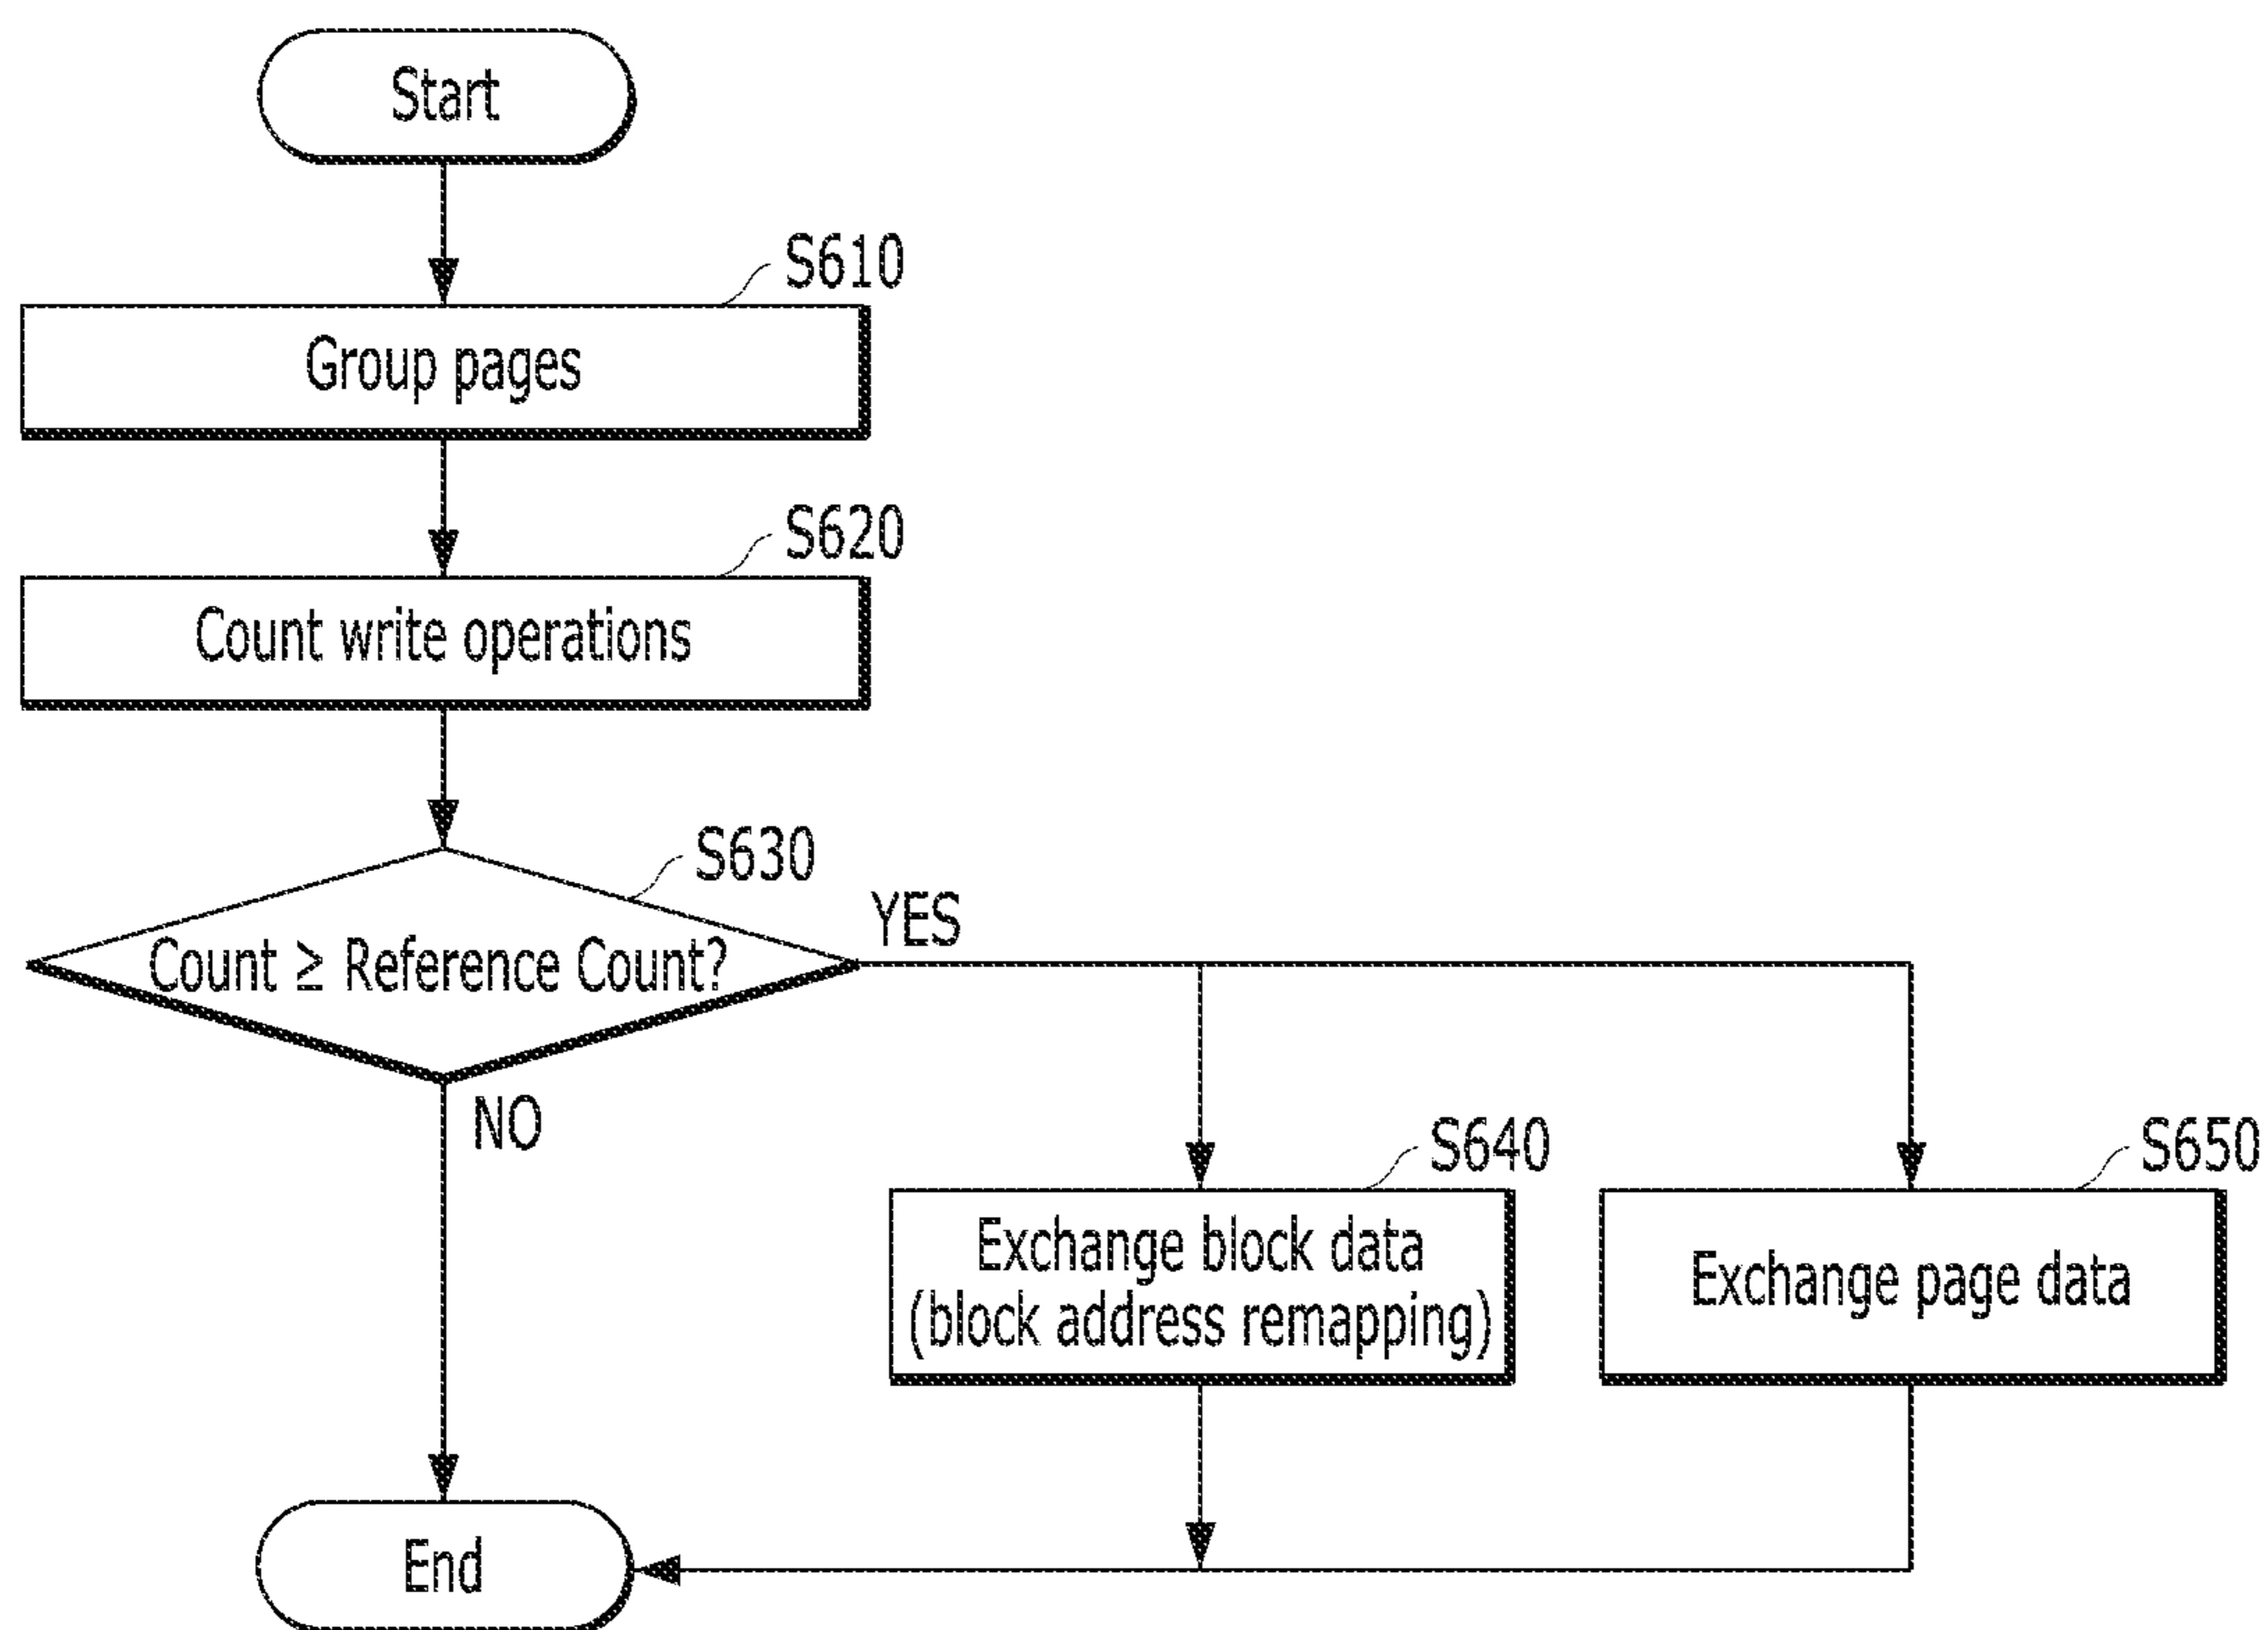 Start
S610
Group pages
S620
Count write operations
S630
Count ≥ Reference Count?
YES
NO
S640
Exchange block data
(block address remapping)
S650
Exchange page data
End